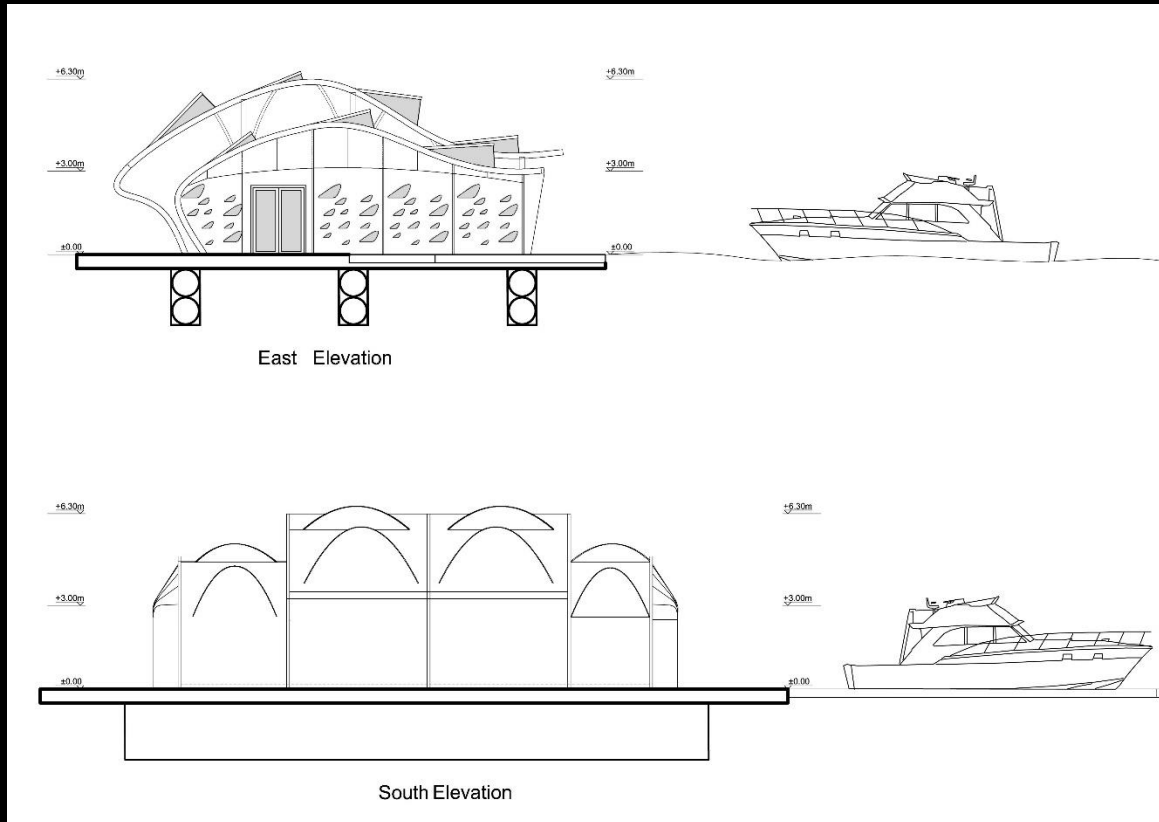 +6.30m +6.30m
+3.00m +3.00m
±0.00 ±0.00
East Elevation
+6.30m +6.30m
+3.00m +3.00m
±0.00 ±0.00
South Elevation